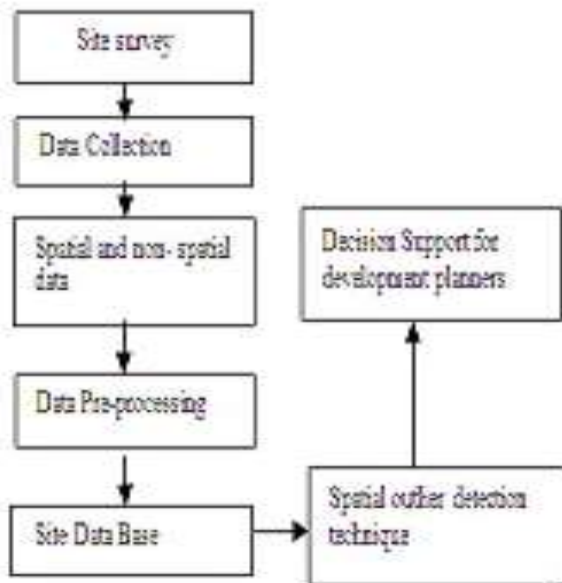 Site survey
Data Collection
Spatial and non- spatial
data
Data Pre-processing
Site Data Base
Spatial outlier detection
technique
Decision Support for
development planners